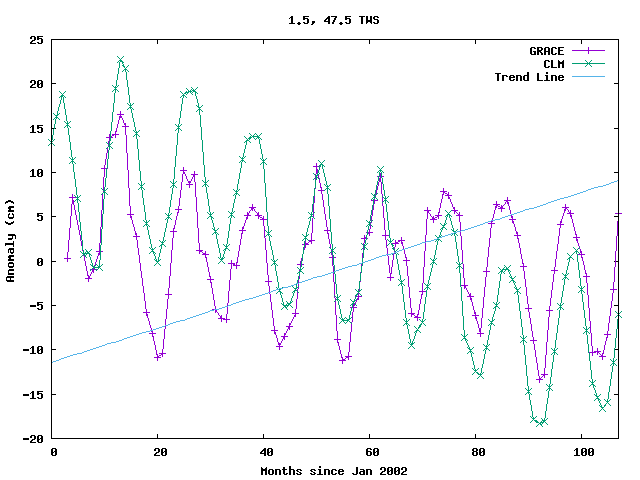 1.5, 47.5 TWS
GRACE
CLM
Trend Line
25
20
15
10
5
0
-5
-10
-15
-20
Anomaly (cm)
0 20 40 60 80 100
Months since Jan 2002